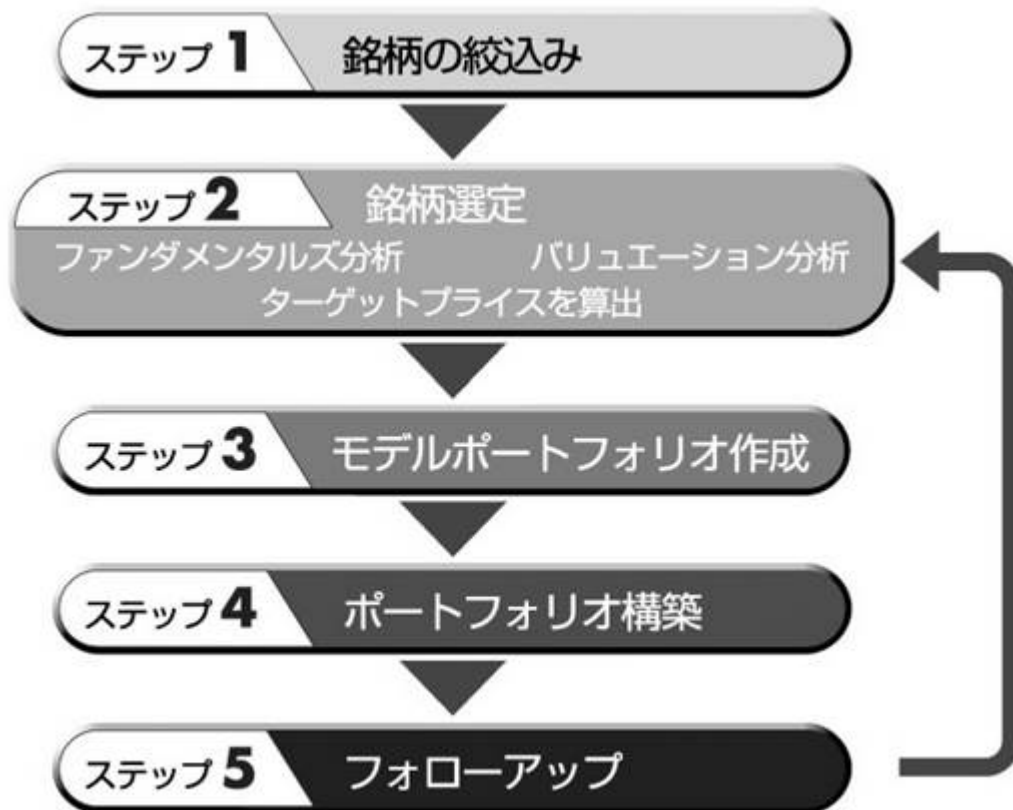 ステップ 1 銘柄の絞込み
ステップ 2 銘柄選定
ファンダメンタルズ分析 バリュエーション分析
ターゲットプライスを算出
ステップ 3 モデルポートフォリオ作成
ステップ 4 ポートフォリオ構築
ステップ 5 フォローアップ